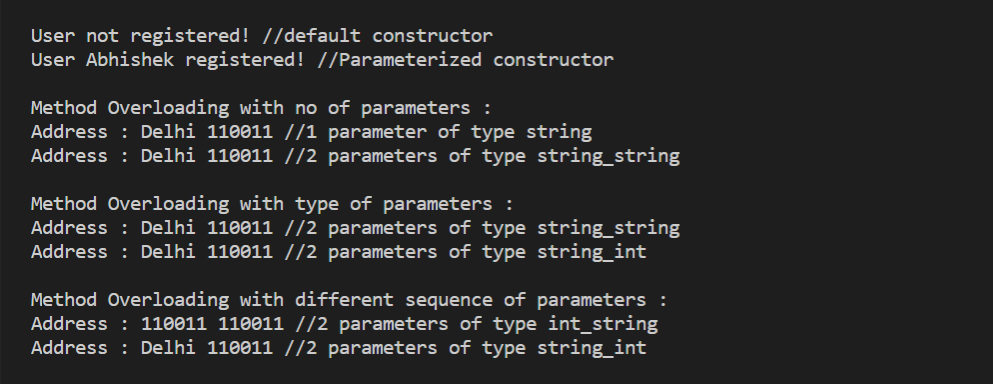 User not registered! //default constructor
User Abhishek registered! //Parameterized constructor
Method Overloading with no of parameters :
Address : Delhi 110011 //1 parameter of type string
Address : Delhi 110011 //2 parameters of type string_string
Method Overloading with type of parameters :
Address : Delhi 110011 //2 parameters of type string_string
Address : Delhi 110011 //2 parameters of type string_int
Method Overloading with different sequence of parameters :
Address : 110011 110011 //2 parameters of type int_string
Address : Delhi 110011 //2 parameters of type string_int